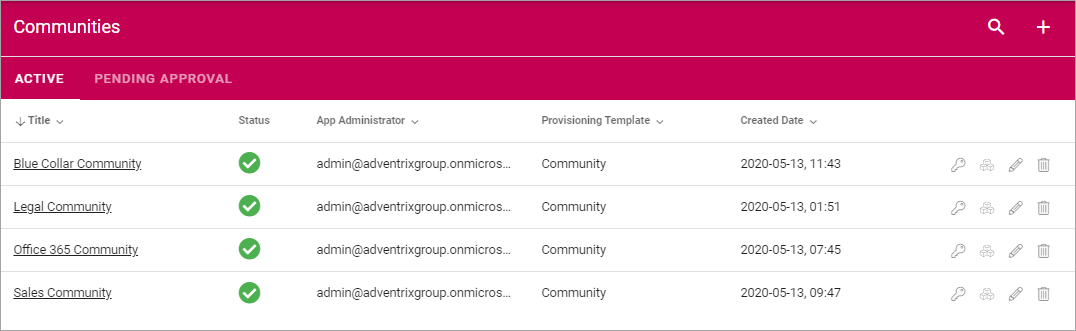 Communities
ACTIVE PENDING APPROVAL
Title Status App Administrator Provisioning Template Created Date
Blue Collar Community admin@adventrixgroup.onmicros... Community 2020-05-13, 11:43
Legal Community admin@adventrixgroup.onmicros... Community 2020-05-13, 01:51
Office 365 Community admin@adventrixgroup.onmicros... Community 2020-05-13, 07:45
Sales Community admin@adventrixgroup.onmicros... Community 2020-05-13, 09:47